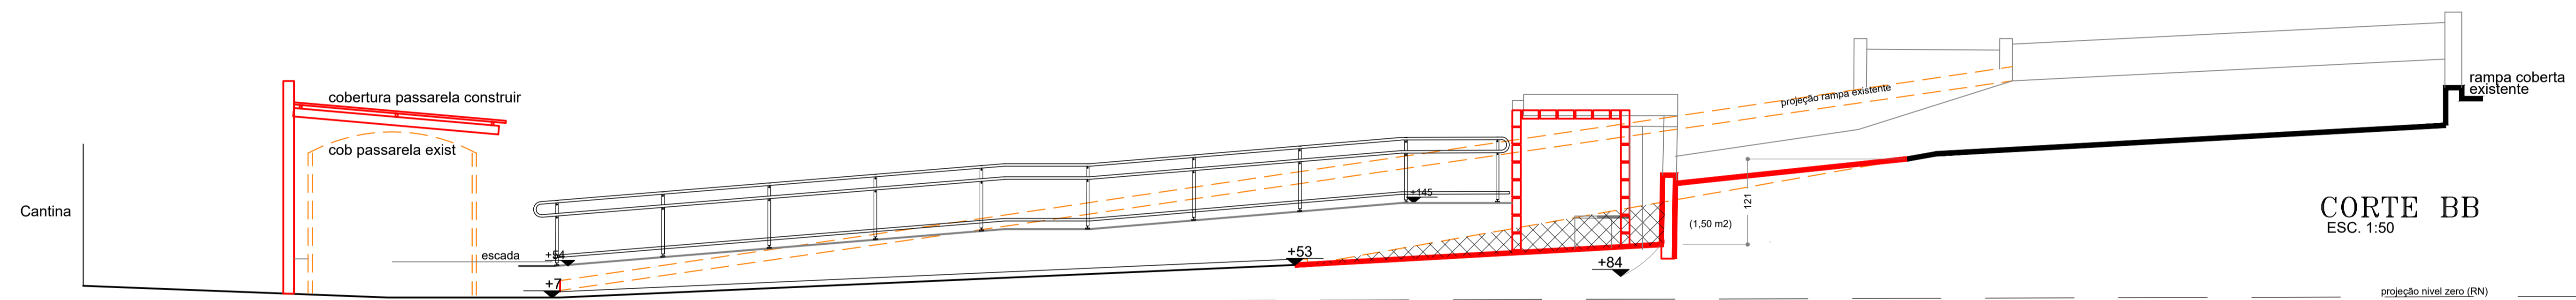 cobertura passarela construir
cob passarela exist
Cantina
escada
+54
+7
+145
+53
+84
projeção rampa existente
121
(1,50 m2)
rampa coberta
existente
CORTE BB
ESC. 1:50
projeção nivel zero (RN)